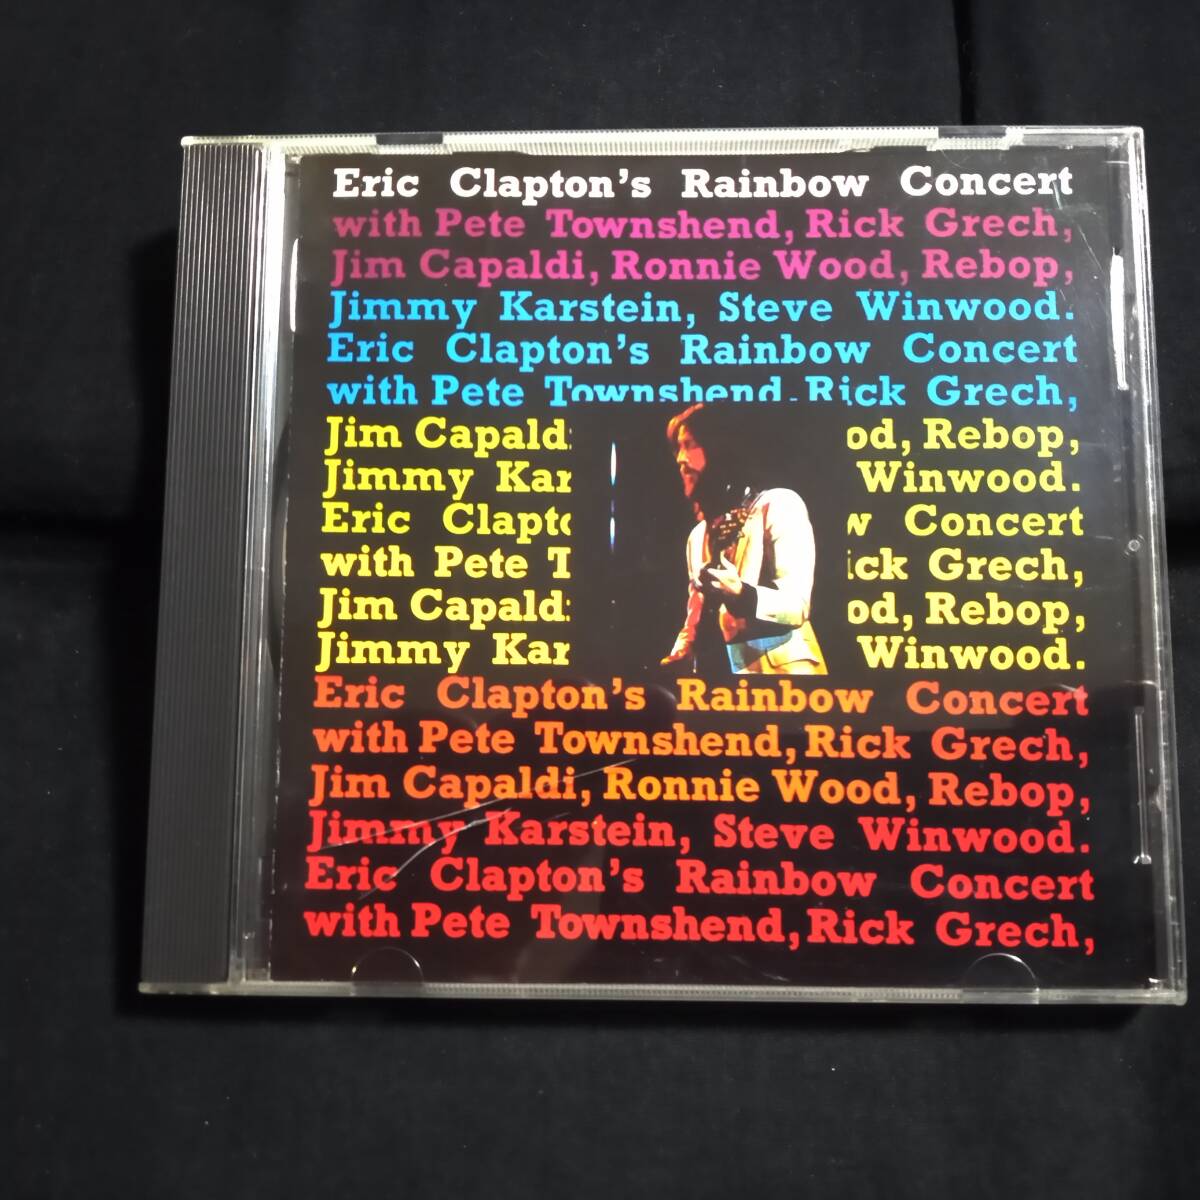 Eric Clapton's Rainbow Concert
with Pete Townshend, Rick Grech,
Jim Capaldi, Ronnie Wood, Rebop,
Jimmy Karstein, Steve Winwood.
Eric Clapton's Rainbow Concert
with Pete Townshend, Rick Grech,
Jim Capald od, Rebop,
Jimmy Kar Winwood.
Eric Clapt w Concert
with Pete T ick Grech,
Jim Capald od, Rebop,
Jimmy Kar Winwood.
Eric Clapton's Rainbow Concert
with Pete Townshend, Rick Grech,
Jim Capaldi, Ronnie Wood, Rebop,
Jimmy Karstein, Steve Winwood.
Eric Clapton's Rainbow Concert
with Pete Townshend, Rick Grech,